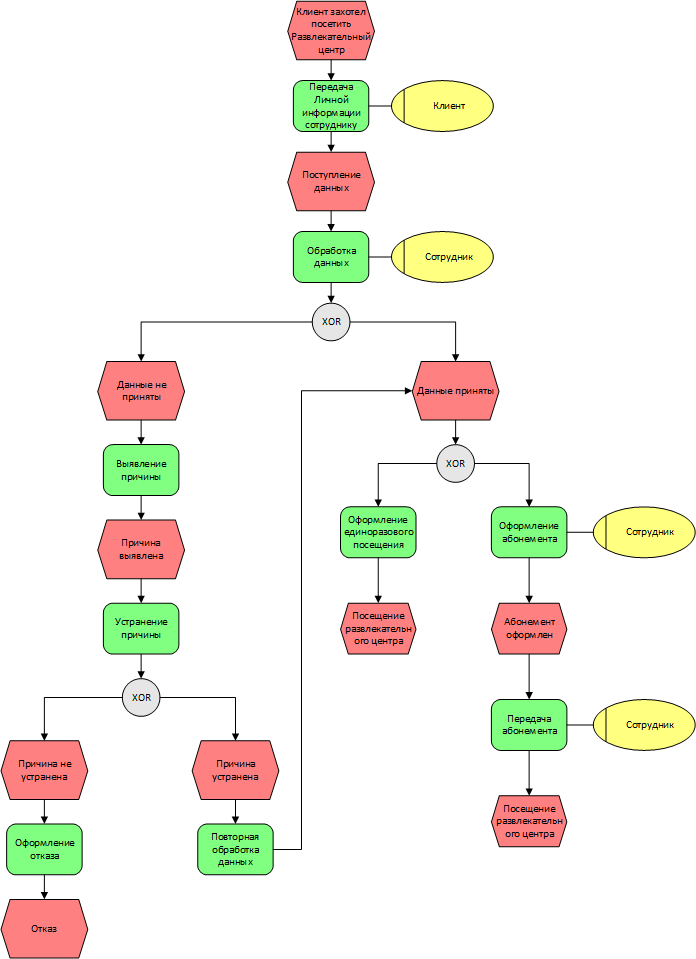 Клиент захотел
посетить
Развлекательный
центр
Передача
Личной
информации
сотруднику
Клиент
Поступление
данных
Обработка
данных
Сотрудник
XOR
Данные не
приняты
Данные приняты
Выявление
причины
XOR
Причина
выявлена
Оформление
единоразового
посещения
Оформление
абонемента
Сотрудник
Устранение
причины
Посещение
развлекательн
ого центра
Абонемент
оформлен
XOR
Передача
абонемента
Сотрудник
Причина не
устранена
Причина
устранена
Посещение
развлекательн
ого центра
Оформление
отказа
Повторная
обработка
данных
Отказ